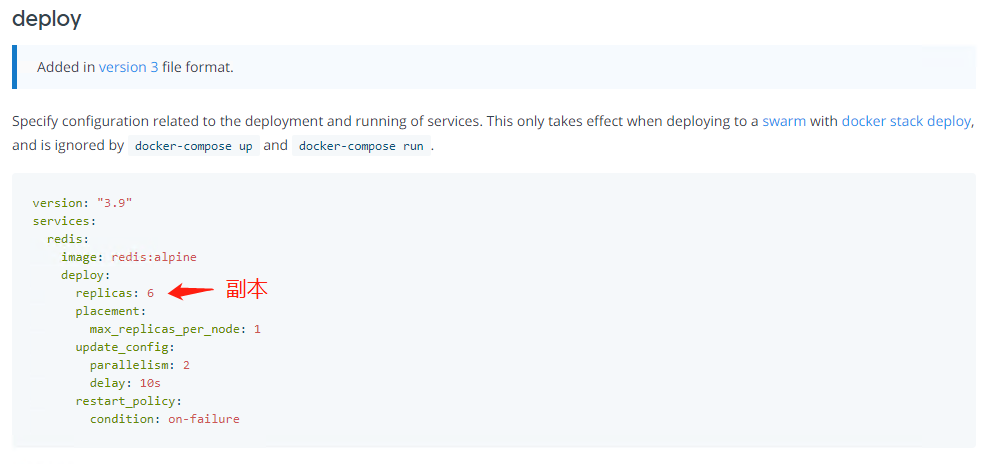 deploy
Added in version 3 file format.
Specify configuration related to the deployment and running of services. This only takes effect when deploying to a swarm with docker stack deploy,
and is ignored by docker-compose up and docker-compose run .
version: "3.9"
services:
  redis:
    image: redis:alpine
    deploy:
      replicas: 6 副本
      placement:
        max_replicas_per_node: 1
      update_config:
        parallelism: 2
        delay: 10s
      restart_policy:
        condition: on-failure